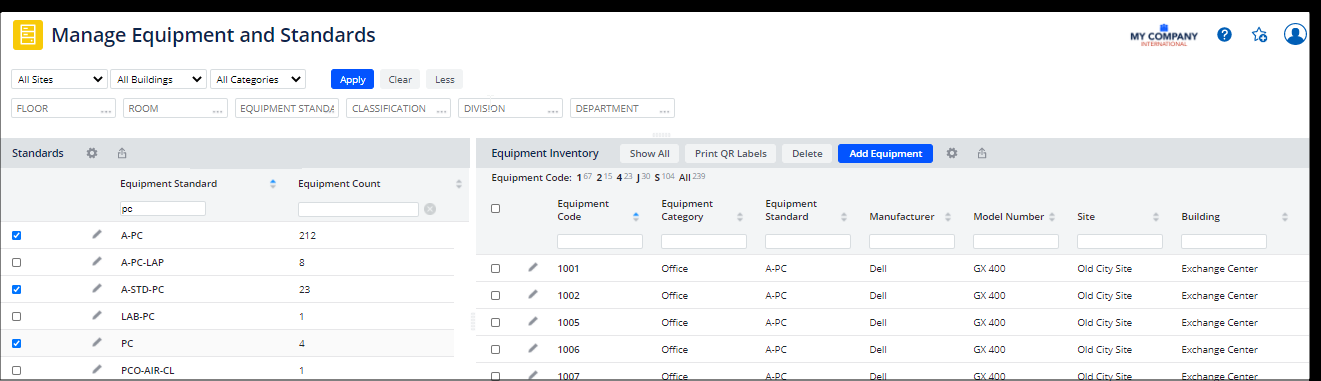 Manage Equipment and Standards
MY COMPANY
INTERNATIONAL
?
All Sites All Buildings All Categories Apply Clear Less
FLOOR ... ROOM ... EQUIPMENT STANDA ... CLASSIFICATION ... DIVISION ... DEPARTMENT ...
Standards
Equipment Standard Equipment Count
pc
A-PC 212
A-PC-LAP 8
A-STD-PC 23
LAB-PC 1
PC 4
PCO-AIR-CL 1
Equipment Inventory Show All Print QR Labels Delete Add Equipment
Equipment Code: 1 67 2 15 4 23 J 30 S 104 All 239
Equipment Code Equipment Category Equipment Standard Manufacturer Model Number Site Building
1001 Office A-PC Dell GX 400 Old City Site Exchange Center
1002 Office A-PC Dell GX 400 Old City Site Exchange Center
1005 Office A-PC Dell GX 400 Old City Site Exchange Center
1006 Office A-PC Dell GX 400 Old City Site Exchange Center
1007 Office A-PC Dell GX 400 Old City Site Exchange Center